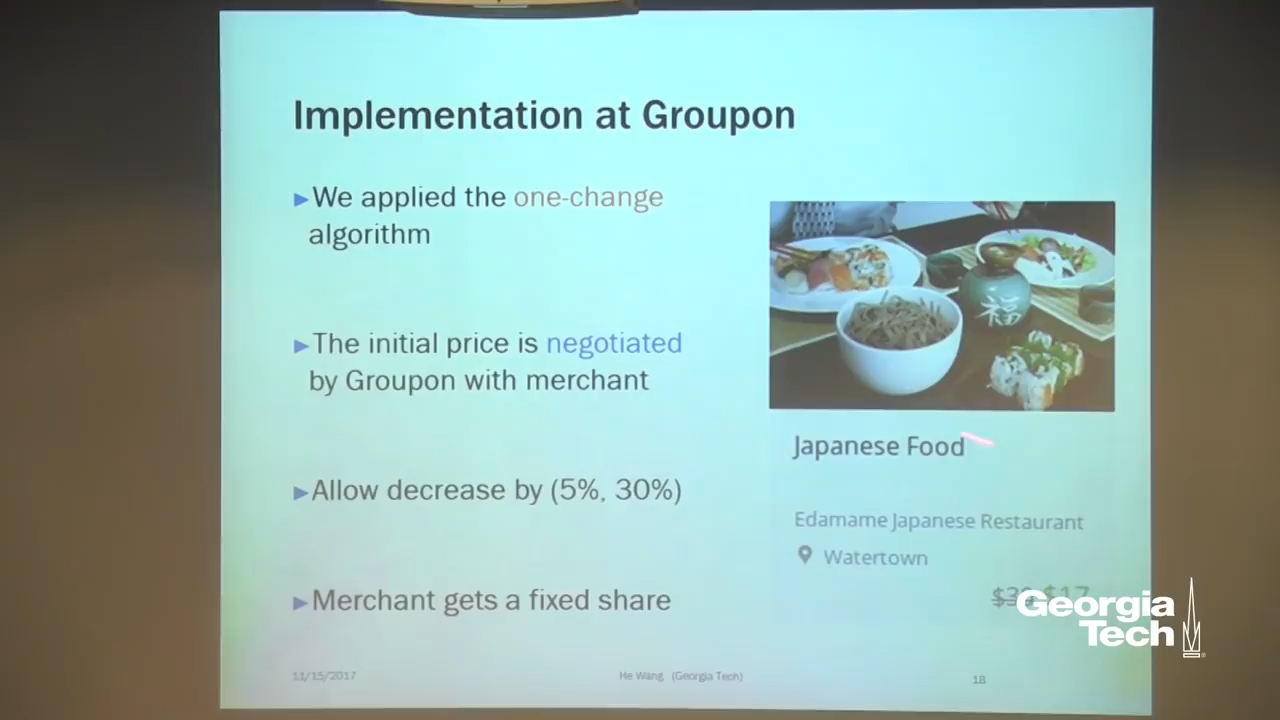 Implementation at Groupon
►We applied the one-change
algorithm
►The initial price is negotiated
by Groupon with merchant
►Allow decrease by (5%, 30%)
►Merchant gets a fixed share
福
Japanese Food
Edamame Japanese Restaurant
Watertown
$17
Georgia
Tech
11/15/2017
He Wang (Georgia Tech)
18